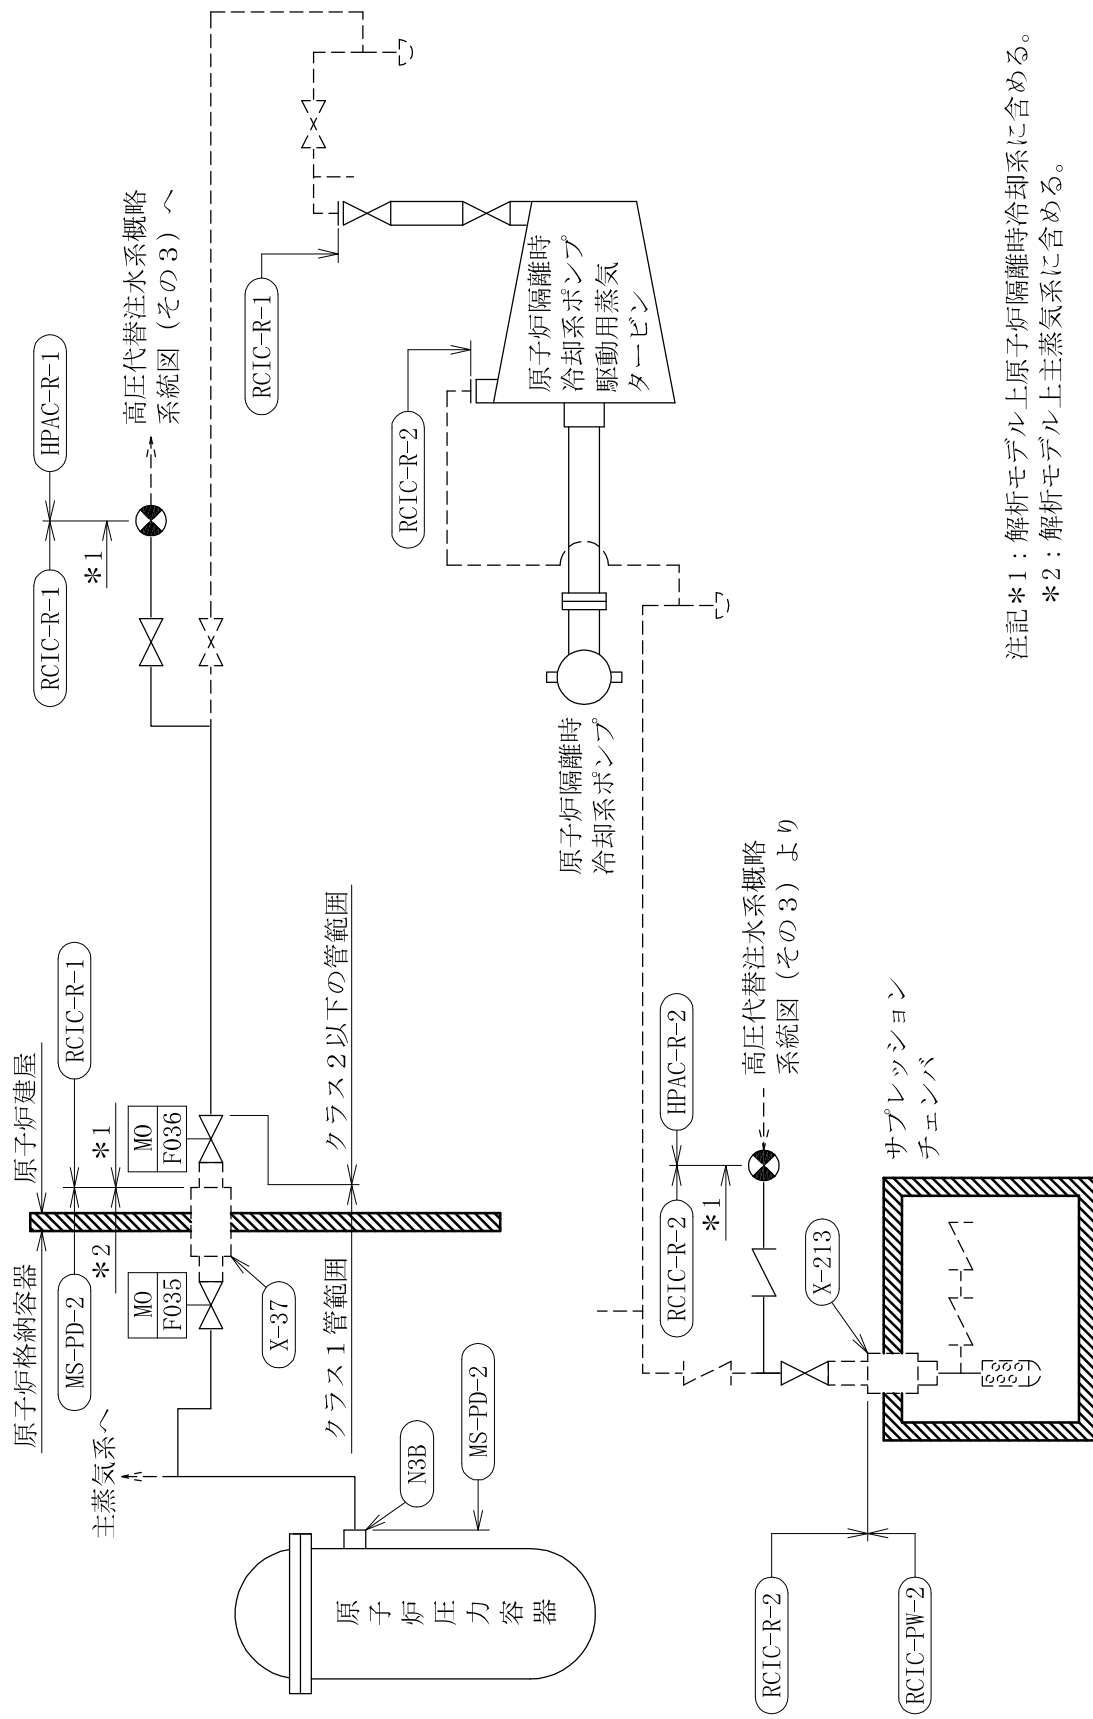 主蒸気系へ
原子炉格納容器
原子炉建屋
MS-PD-2
RCIC-R-1
*2
*1
MO
F035
MO
F036
X-37
クラス1管範囲
クラス2以下の管範囲
N3B
MS-PD-2
原子炉圧力容器
RCIC-R-1
HPAC-R-1
*1
高圧代替注水系概略
系統図(その3)へ
RCIC-R-1
RCIC-R-2
原子炉隔離時
冷却系ポンプ
駆動用蒸気
タービン
原子炉隔離時
冷却系ポンプ
RCIC-R-2
HPAC-R-2
*1
高圧代替注水系概略
系統図(その3)より
X-213
サプレッション
チェンバ
RCIC-R-2
RCIC-PW-2
注記*1:解析モデル上原子炉隔離時冷却系に含める。
*2:解析モデル上主蒸気系に含める。